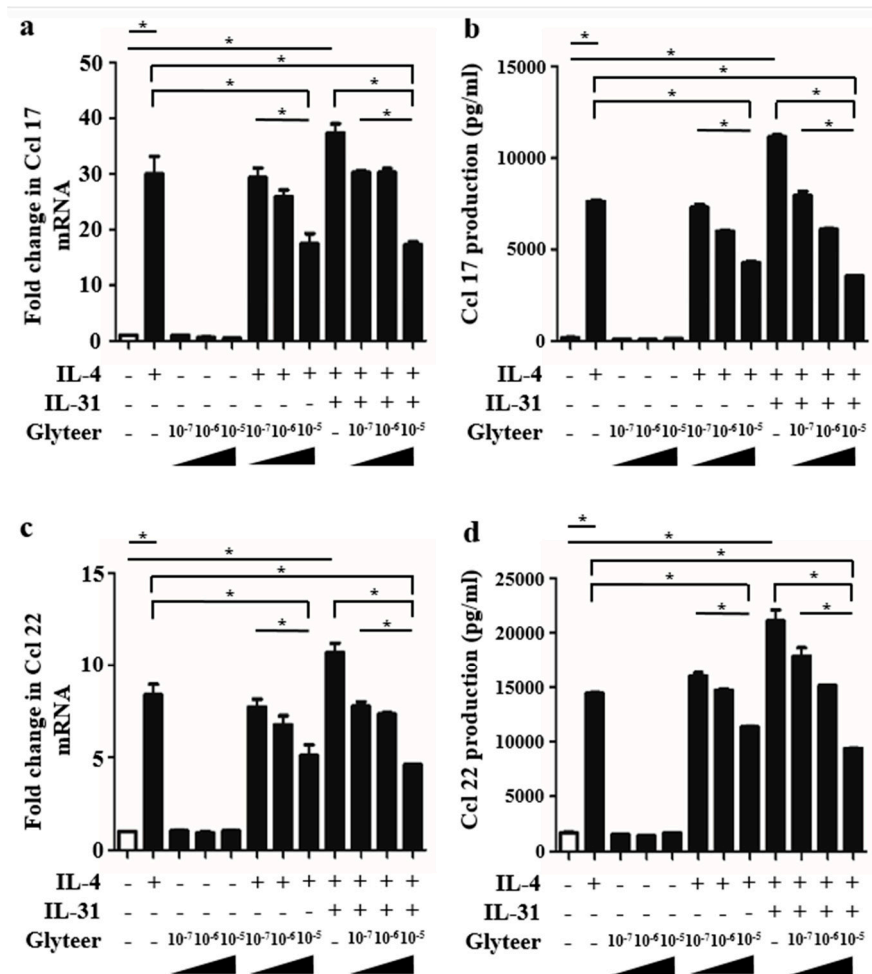 a
*
*
*
*
*
*
*
50
40
30
20
10
0
Fold change in Ccl 17
mRNA
IL-4 - + - - - + + + + + + +
IL-31 - - - - - - - - + + + +
Glyteer - - 10-7 10-6 10-5 10-7 10-6 10-5 - 10-7 10-6 10-5
b
*
*
*
*
*
*
*
15000
10000
5000
0
Ccl 17 production (pg/ml)
IL-4 - + - - - + + + + + + +
IL-31 - - - - - - - - + + + +
Glyteer - - 10-7 10-6 10-5 10-7 10-6 10-5 - 10-7 10-6 10-5
c
*
*
*
*
*
*
*
15
10
5
0
Fold change in Ccl 22
mRNA
IL-4 - + - - - + + + + + + +
IL-31 - - - - - - - - + + + +
Glyteer - - 10-7 10-6 10-5 10-7 10-6 10-5 - 10-7 10-6 10-5
d
*
*
*
*
*
*
*
25000
20000
15000
10000
5000
0
Ccl 22 production (pg/ml)
IL-4 - + - - - + + + + + + +
IL-31 - - - - - - - - + + + +
Glyteer - - 10-7 10-6 10-5 10-7 10-6 10-5 - 10-7 10-6 10-5